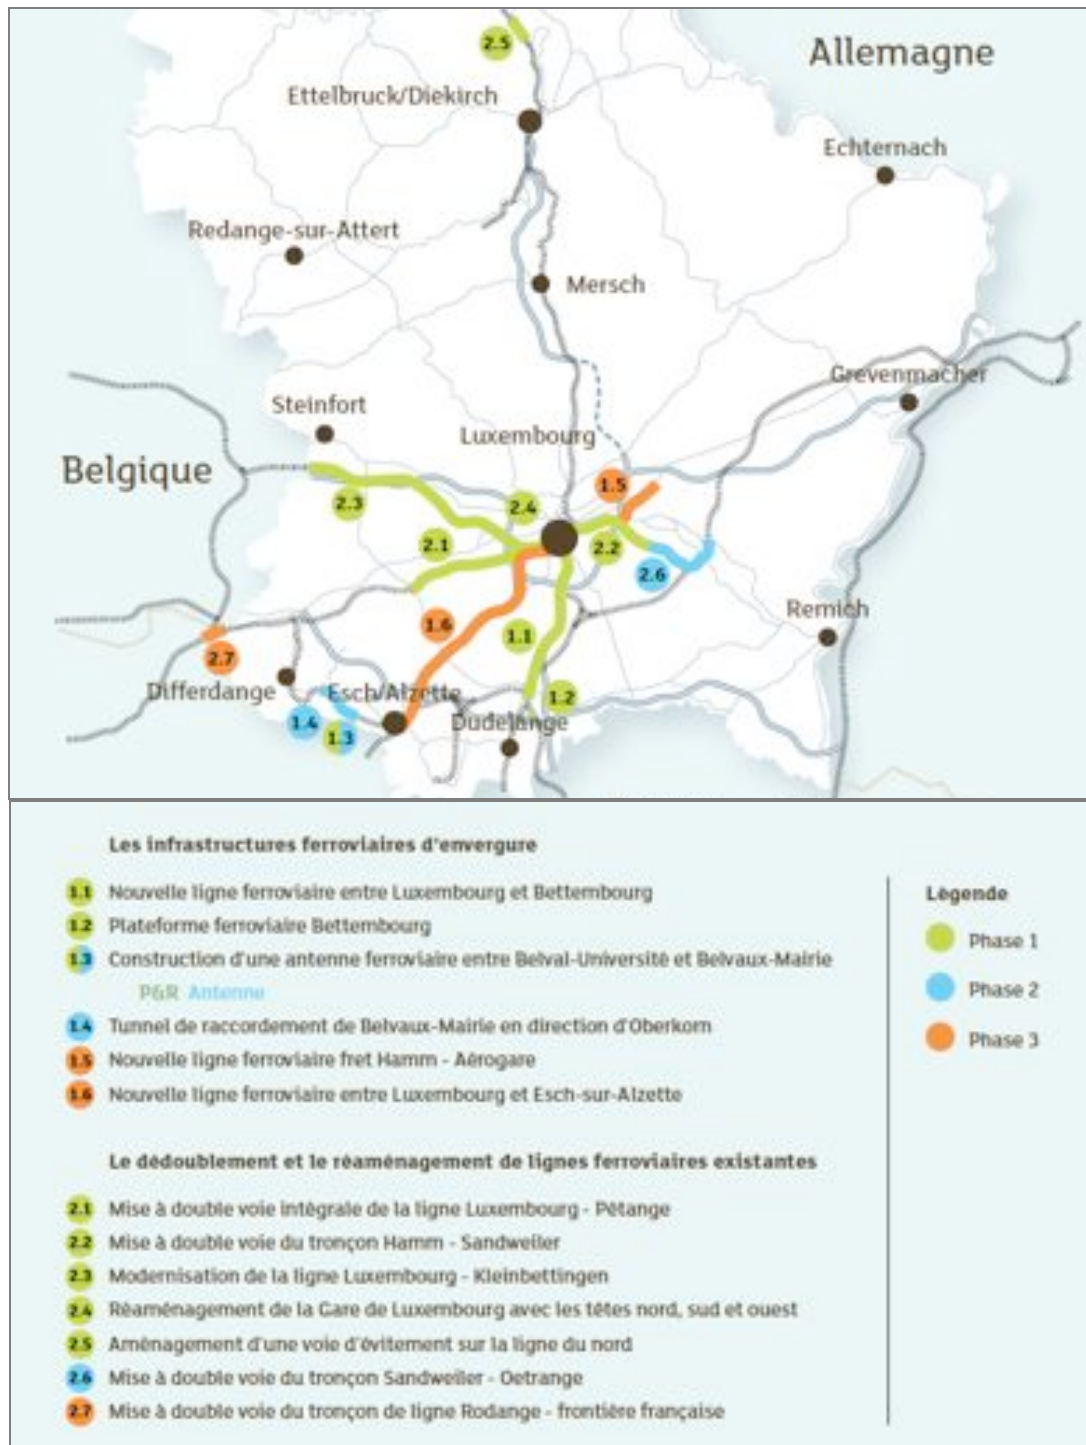 2.5
Allemagne
Ettelbruck/Diekirch
Echternach
Redange-sur-Attert
Mersch
Grevenmacher
Steinfort
Luxembourg
Belgique
1.5
2.3
2.4
2.1
2.2
2.6
Remich
1.6
1.1
2.7
Differdange
Esch/Alzette
1.2
1.4
1.3
Dudelange
Les infrastructures ferroviaires d'envergure
1.1 Nouvelle ligne ferroviaire entre Luxembourg et Bettembourg
1.2 Plateforme ferroviaire Bettembourg
1.3 Construction d'une antenne ferroviaire entre Belval-Université et Belvaux-Mairie
P&R Antenne
1.4 Tunnel de raccordement de Belvaux-Mairie en direction d'Oberkorn
1.5 Nouvelle ligne ferroviaire fret Hamm - Aérogare
1.6 Nouvelle ligne ferroviaire entre Luxembourg et Esch-sur-Alzette
Le dédoublement et le réaménagement de lignes ferroviaires existantes
2.1 Mise à double voie intégrale de la ligne Luxembourg - Pétange
2.2 Mise à double voie du tronçon Hamm - Sandweiler
2.3 Modernisation de la ligne Luxembourg - Kleinbettingen
2.4 Réaménagement de la Gare de Luxembourg avec les têtes nord, sud et ouest
2.5 Aménagement d'une voie d'évitement sur la ligne du nord
2.6 Mise à double voie du tronçon Sandweiler - Oetrange
2.7 Mise à double voie du tronçon de ligne Rodange - frontière française
Légende
Phase 1
Phase 2
Phase 3